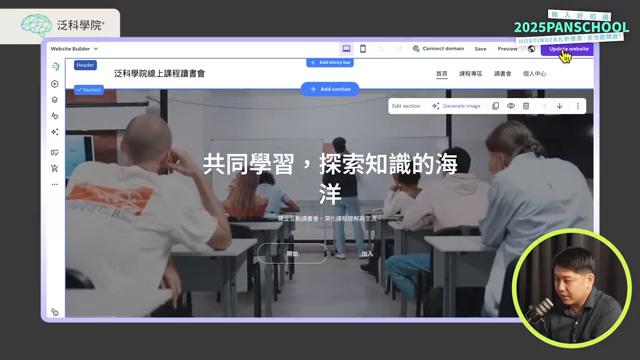 泛科學院
輸入折扣碼
2025PANSCHOOL
HOSTINGER九折優惠，全功能開放！
Website Builder
Connect domain
Save
Preview
Update website
Header
Add sticky bar
泛科學院線上課程讀書會
首頁
課程專區
讀書會
個人中心
Section
Add section
Edit section
Generate image
共同學習，探索知識的海
洋
建立互動讀書會，深化課程理解與交流。
開始
加入